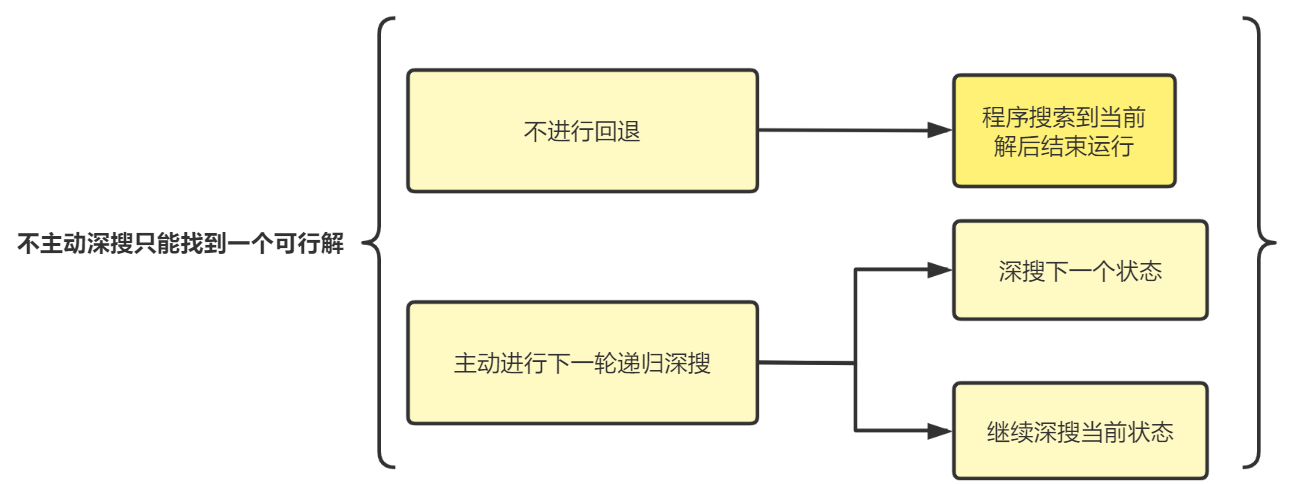 不主动深搜只能找到一个可行解
不进行回退
程序搜索到当前
解后结束运行
主动进行下一轮递归深搜
深搜下一个状态
继续深搜当前状态